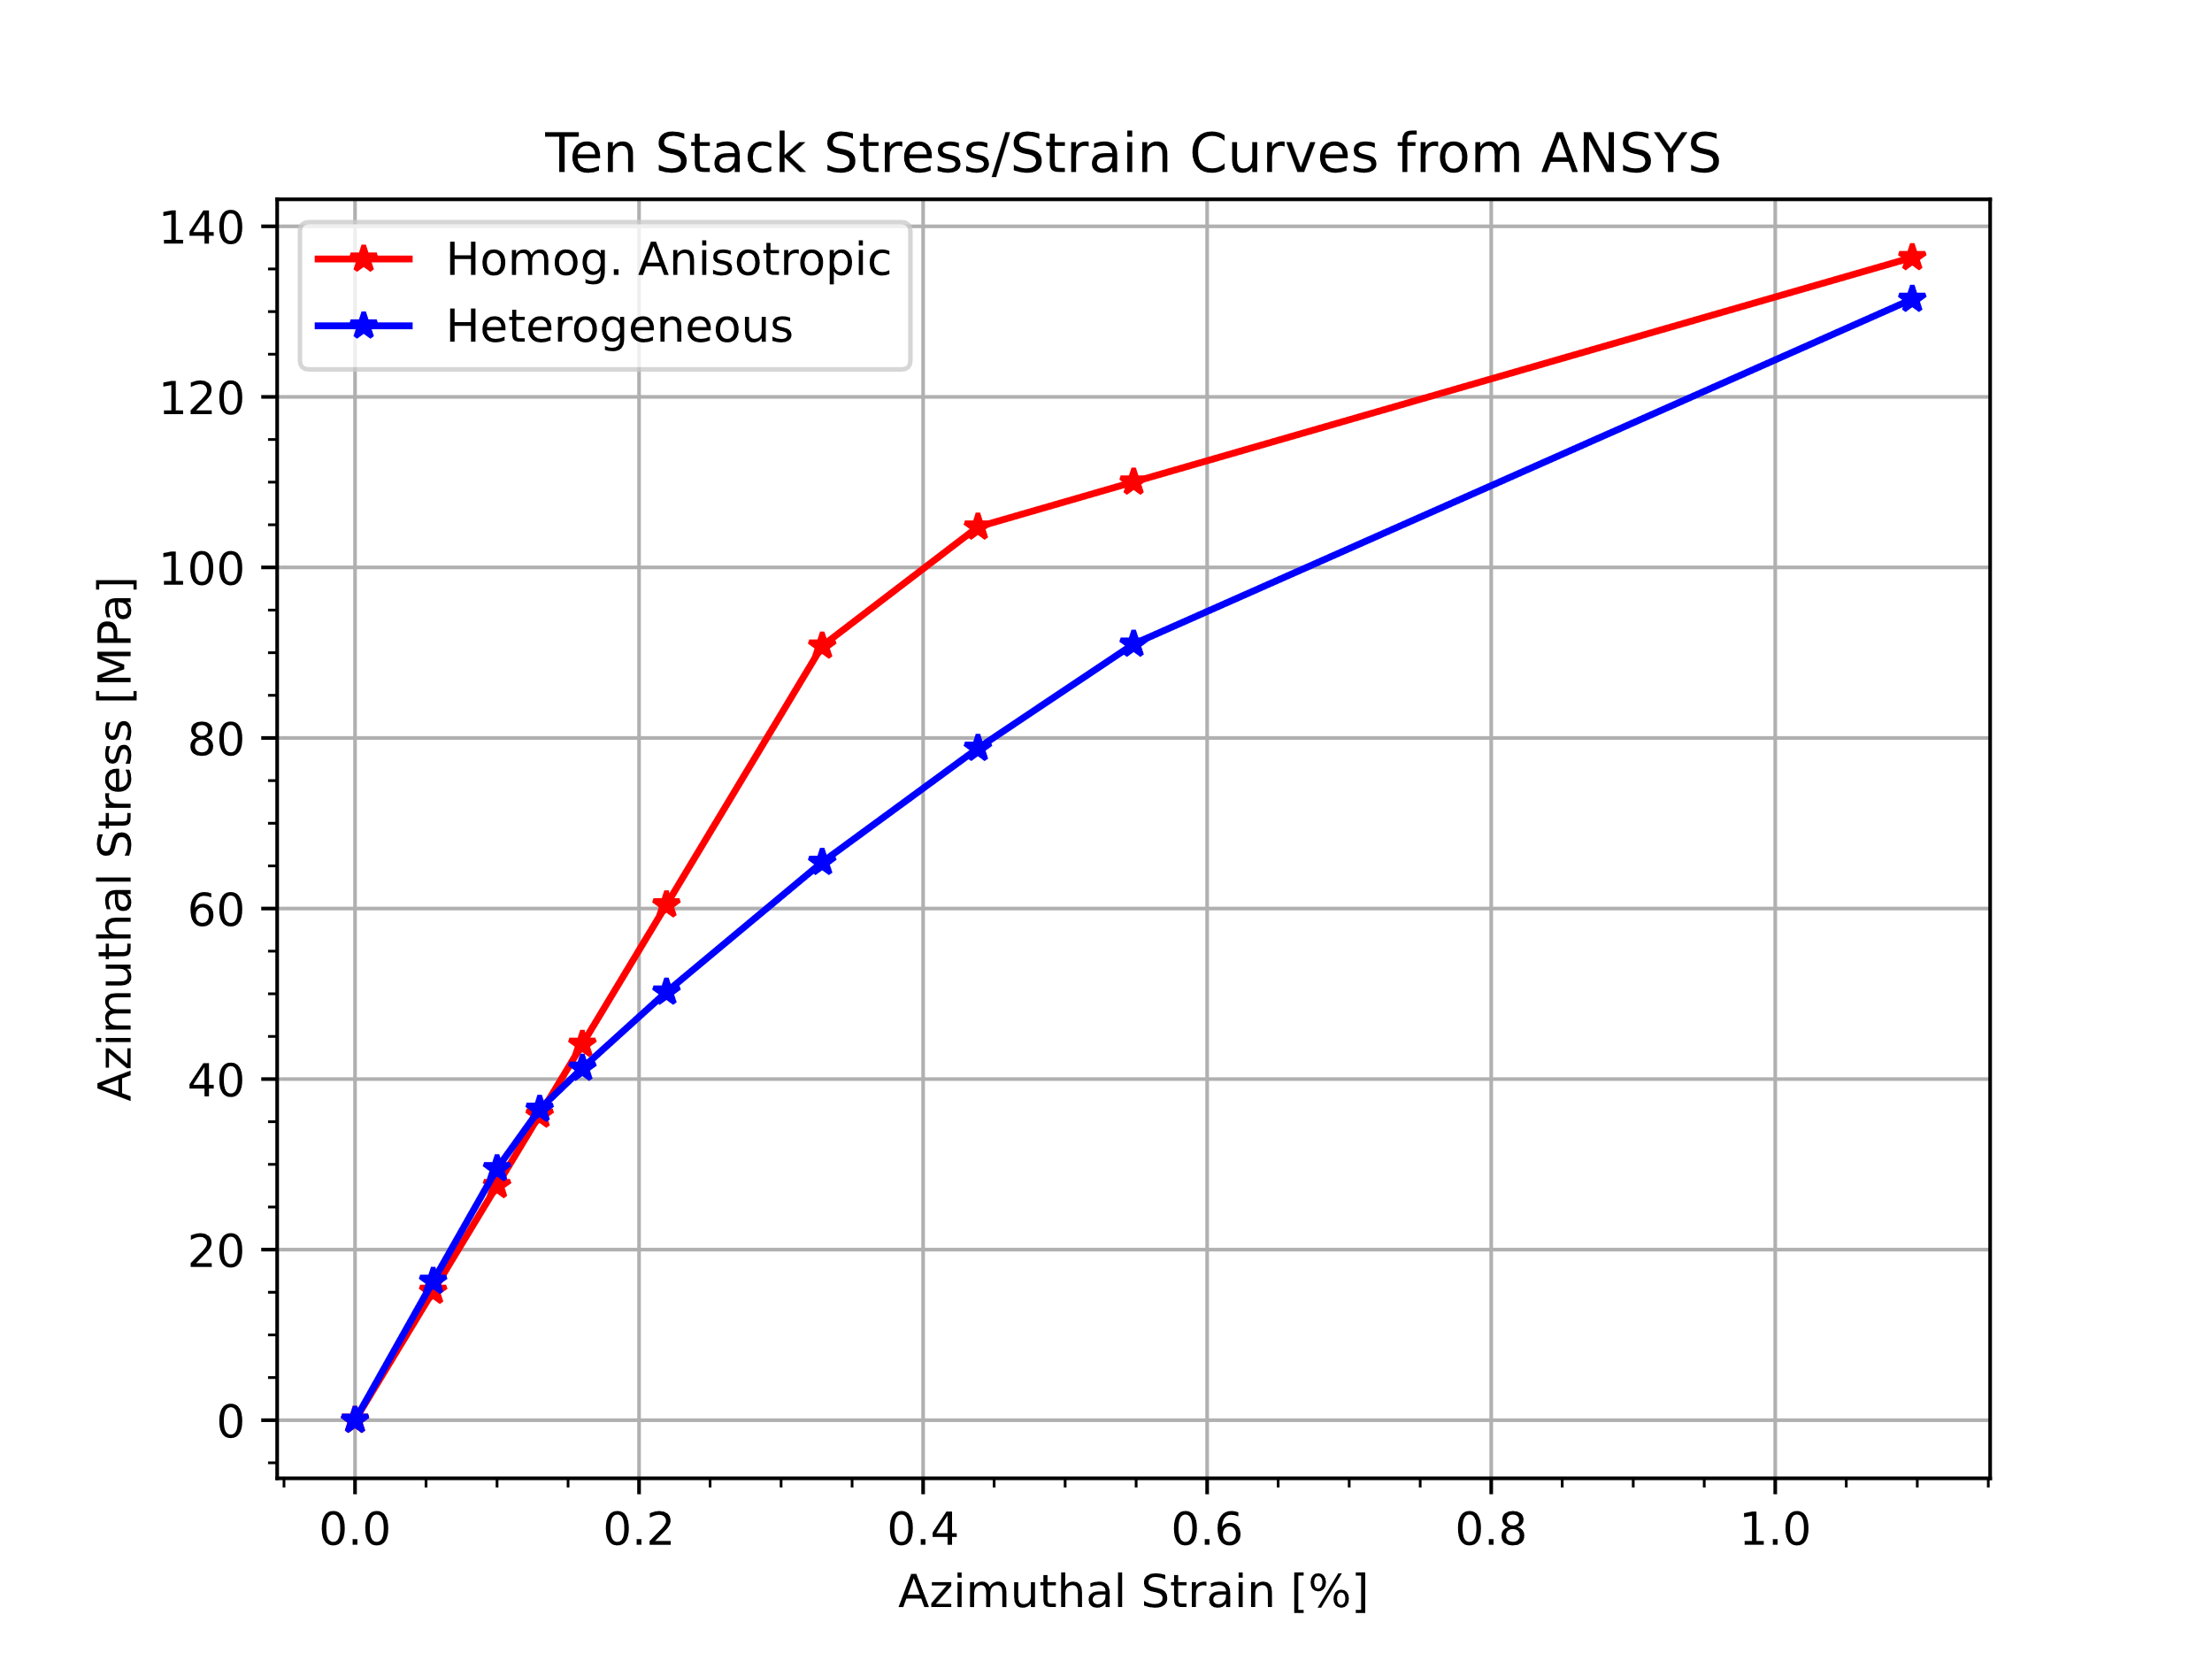 Ten Stack Stress/Strain Curves from ANSYS
Homog. Anisotropic
Heterogeneous
Azimuthal Stress [MPa]
140
120
100
80
60
40
20
0
0.0 0.2 0.4 0.6 0.8 1.0
Azimuthal Strain [%]